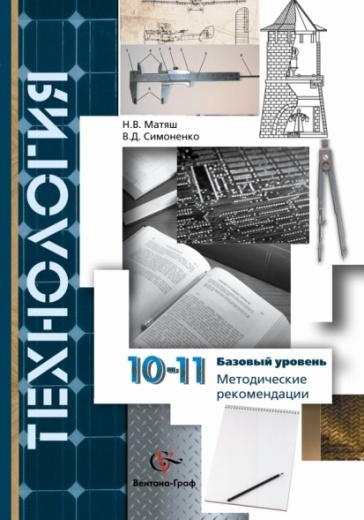 Н.В. Матяш
В.Д. Симоненко
ТЕХНОЛОГИЯ
10-11
Базовый уровень
Методические
рекомендации
Вентана-Граф